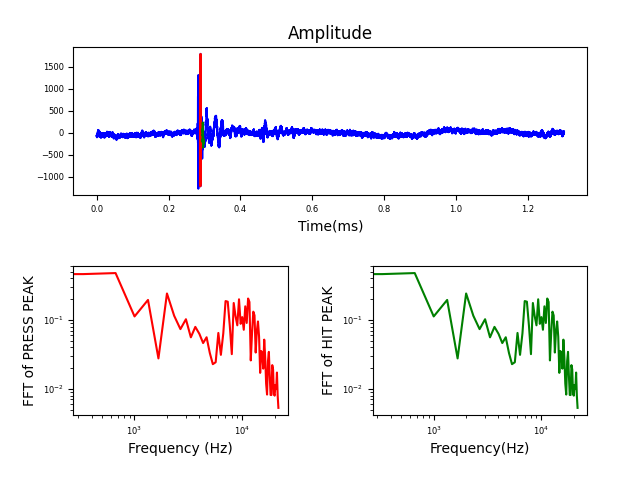 Amplitude
1500
1000
500
0
−500
−1000
0.0 0.2 0.4 0.6 0.8 1.0 1.2
Time(ms)
FFT of PRESS PEAK
10⁻¹
10⁻²
10³ 10⁴
Frequency (Hz)
FFT of HIT PEAK
10⁻¹
10⁻²
10³ 10⁴
Frequency(Hz)